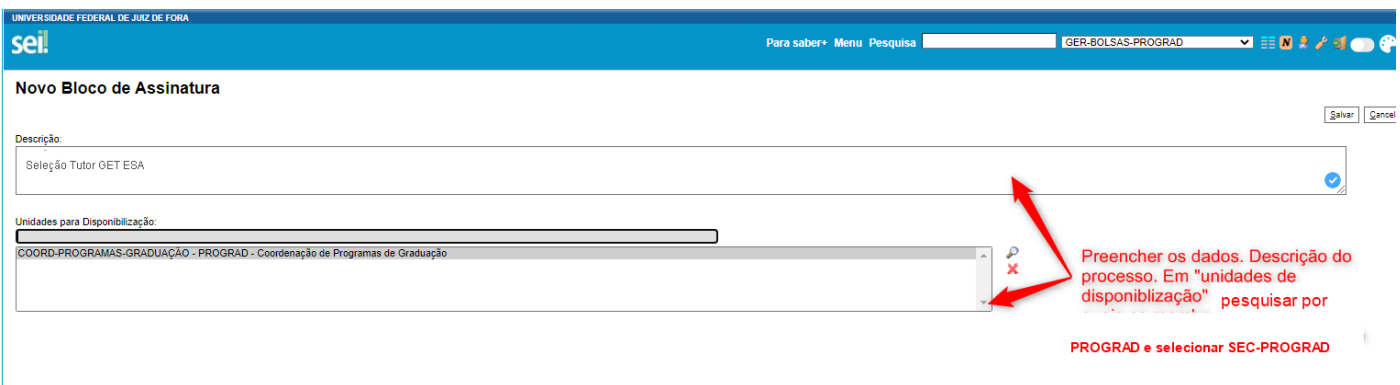 UNIVERSIDADE FEDERAL DE JUIZ DE FORA
sei!
Para saber+ Menu Pesquisa
GER-BOLSAS-PROGRAD
N
Novo Bloco de Assinatura
Salvar
Cancel
Descrição:
Seleção Tutor GET ESA
Unidades para Disponibilização:
COORD-PROGRAMAS-GRADUAÇÃO - PROGRAD - Coordenação de Programas de Graduação
Preencher os dados. Descrição do
processo. Em "unidades de
disponiblização" pesquisar por
PROGRAD e selecionar SEC-PROGRAD